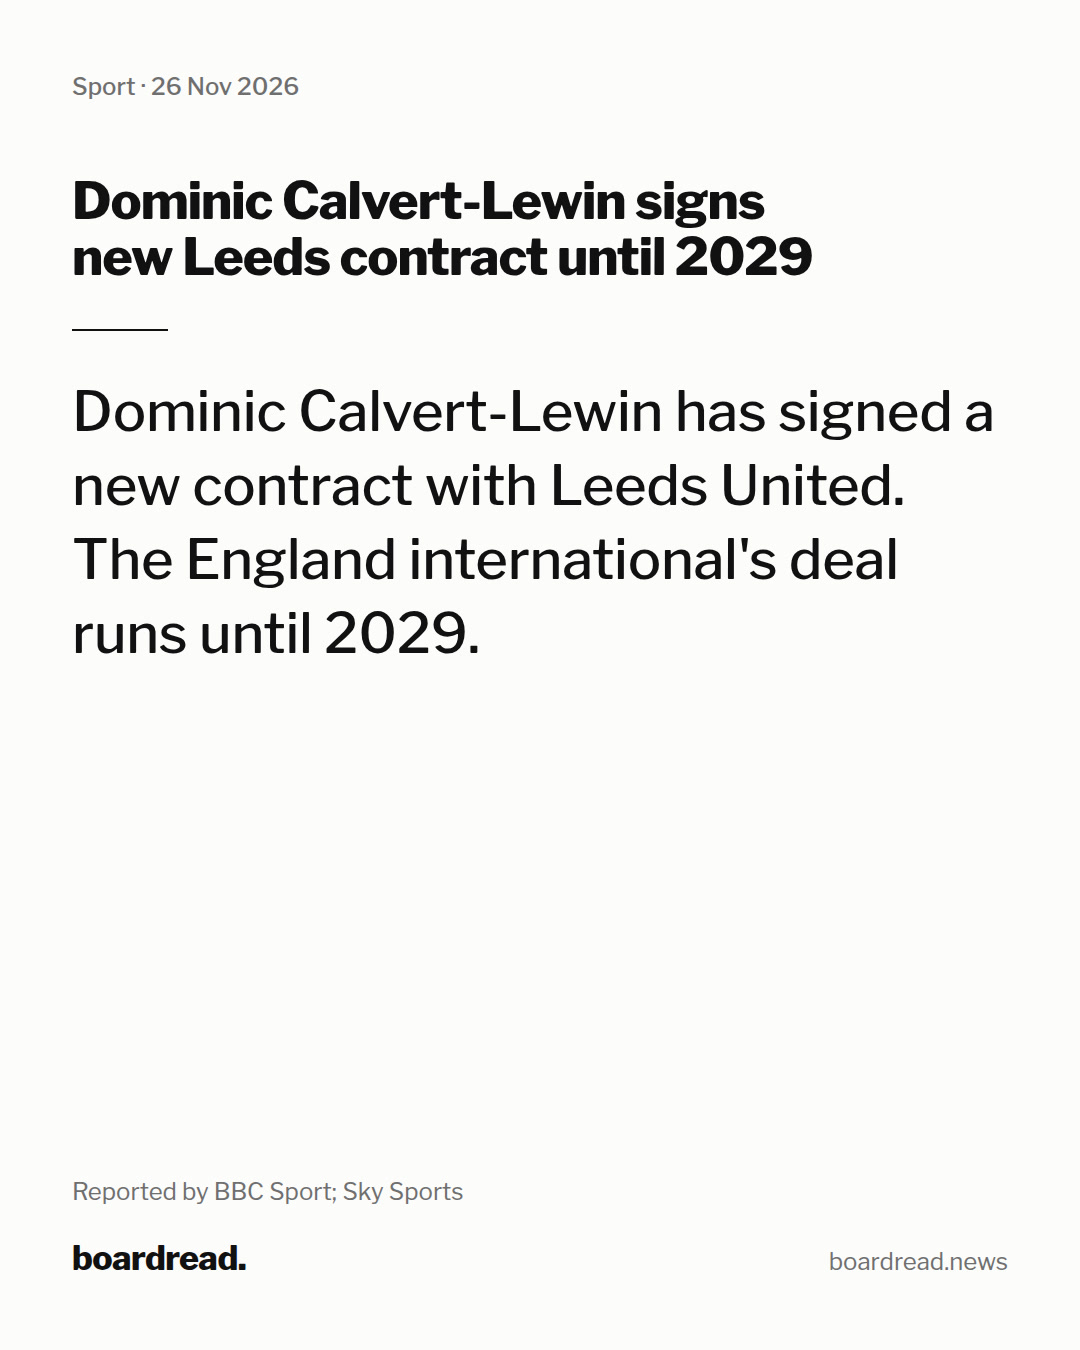 Sport · 26 Nov 2026
Dominic Calvert-Lewin signs
new Leeds contract until 2029
Dominic Calvert-Lewin has signed a
new contract with Leeds United.
The England international's deal
runs until 2029.
Reported by BBC Sport; Sky Sports
boardread.
boardread.news